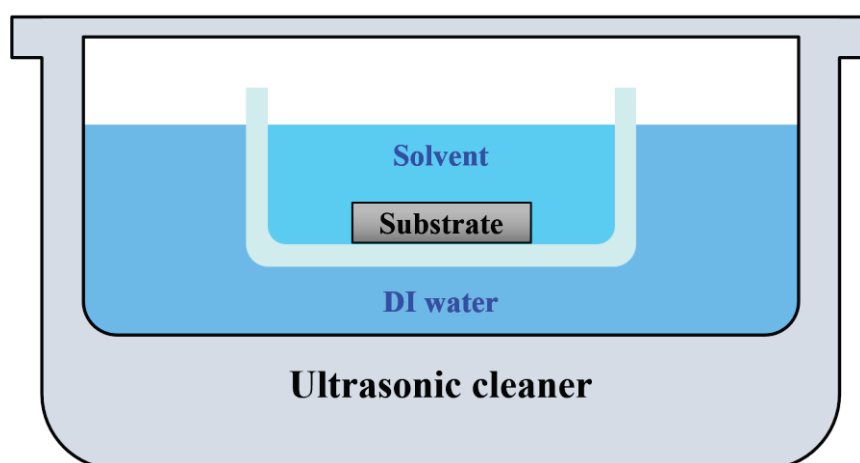 Solvent
Substrate
DI water
Ultrasonic cleaner